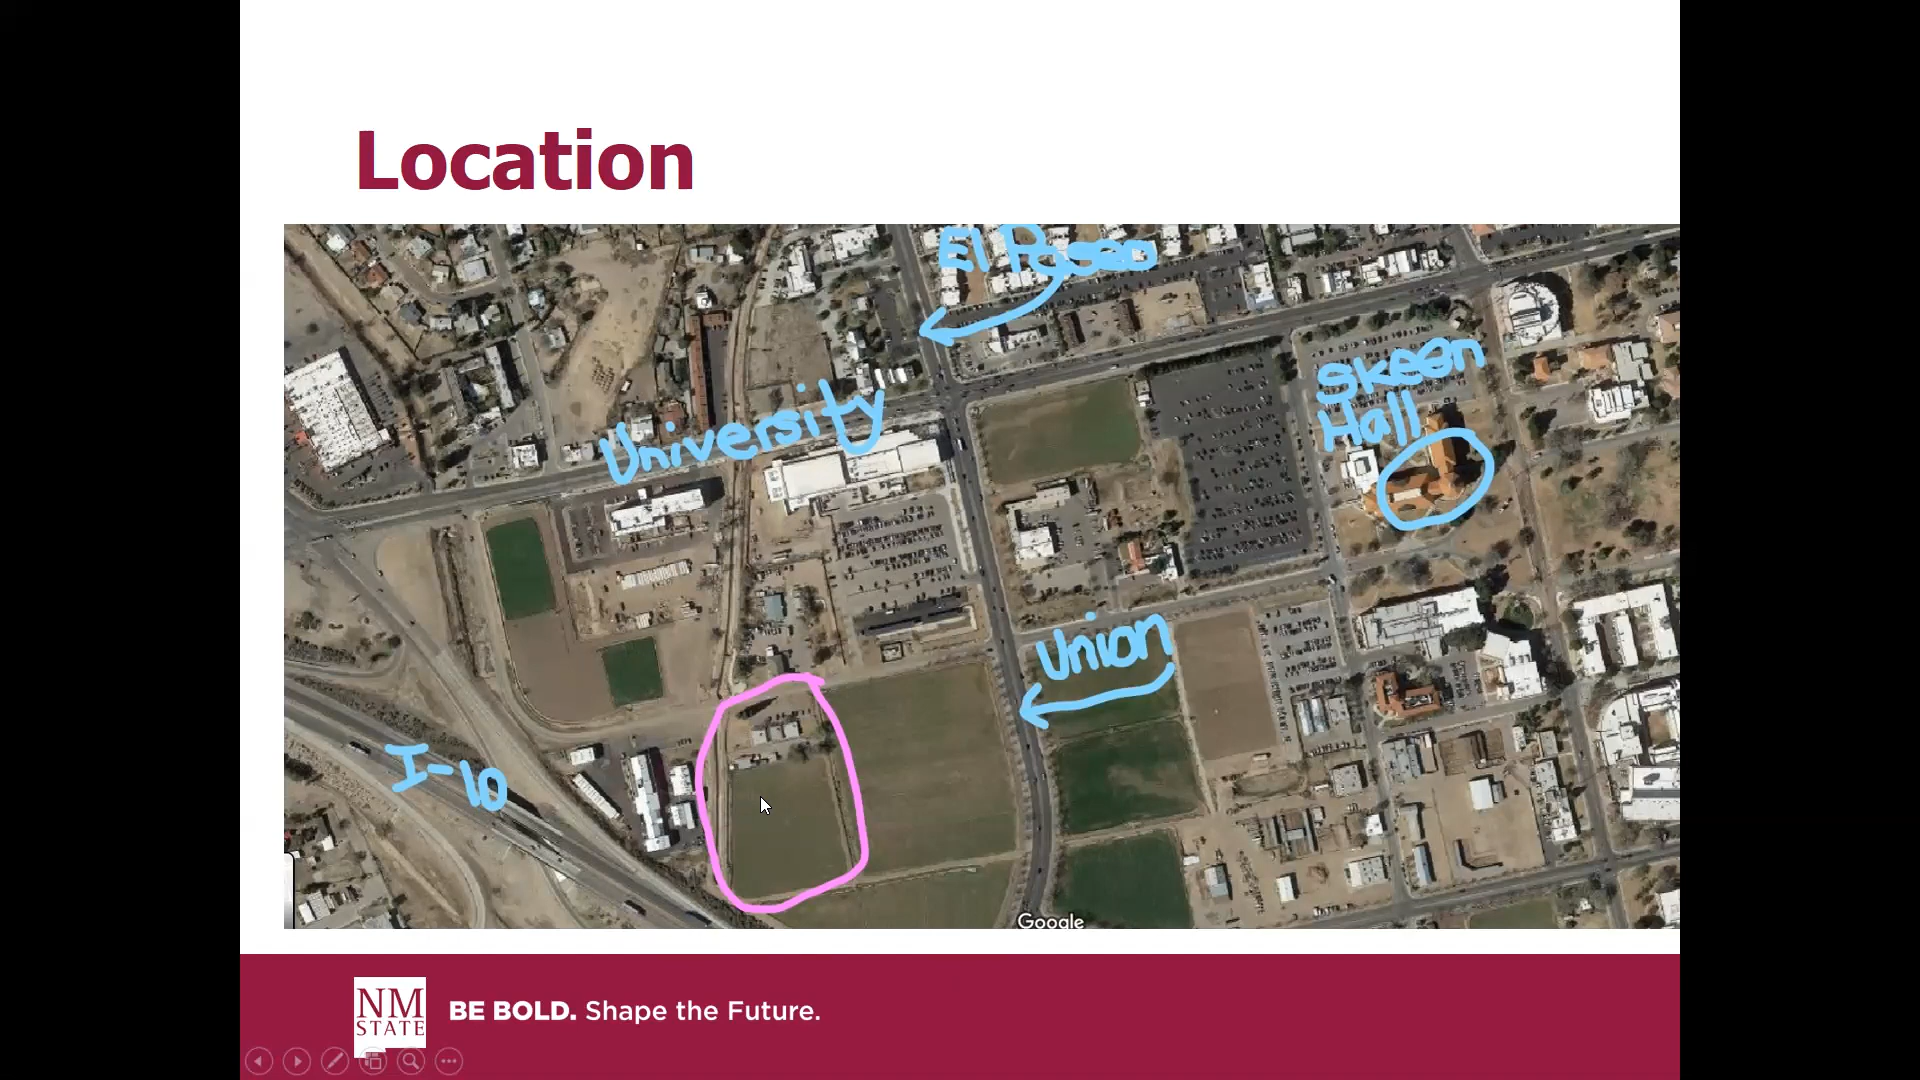 Location
El Paseo
Skeen
Hall
University
Union
I-10
Google
NM
STATE
BE BOLD. Shape the Future.